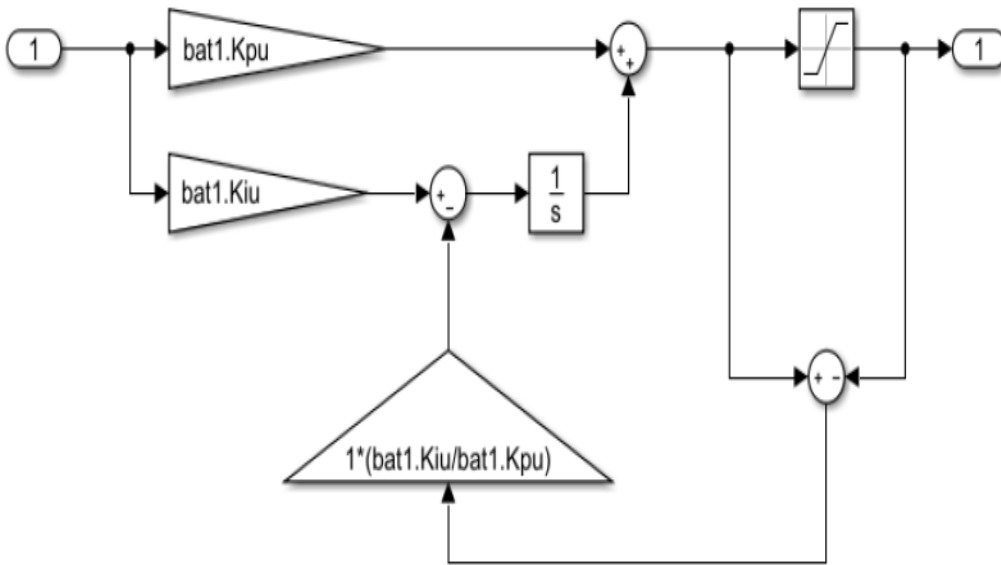 1
bat1.Kpu
+
+
1
bat1.Kiu
+
-
1
s
+ -
1*(bat1.Kiu/bat1.Kpu)